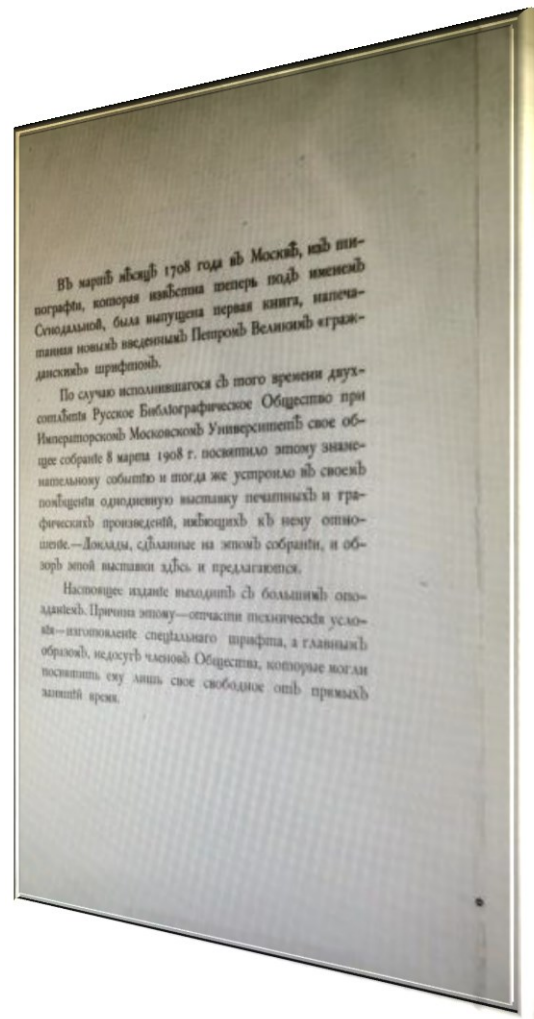 Въ мартѣ мѣсяцѣ 1708 года въ Москвѣ, изъ ти-
пографіи, которая извѣстна теперь подъ именемъ
Сѵнодальной, была выпущена первая книга, напеча-
танная новымъ введеннымъ Петромъ Великимъ «граж-
данскимъ» шрифтомъ.
По случаю исполнившагося съ того времени двух-
сотлѣтія Русское Библіографическое Общество при
Императорскомъ Московскомъ Университетѣ свое об-
щее собраніе 8 марта 1908 г. посвятило этому знаме-
нательному событію и тогда же устроило въ своемъ
помѣщеніи однодневную выставку печатныхъ и гра-
фическихъ произведеній, имѣющихъ къ нему отно-
шеніе.—Доклады, сдѣланные на этомъ собраніи, и об-
зоръ этой выставки здѣсь и предлагаются.
Настоящее изданіе выходитъ съ большимъ опо-
зданіемъ. Причина этому—отчасти техническія усло-
вія—изготовленіе спеціальнаго шрифта, а главнымъ
образомъ, недосугъ членовъ Общества, которые могли
посвятить ему лишь свое свободное отъ прямыхъ
занятій время.